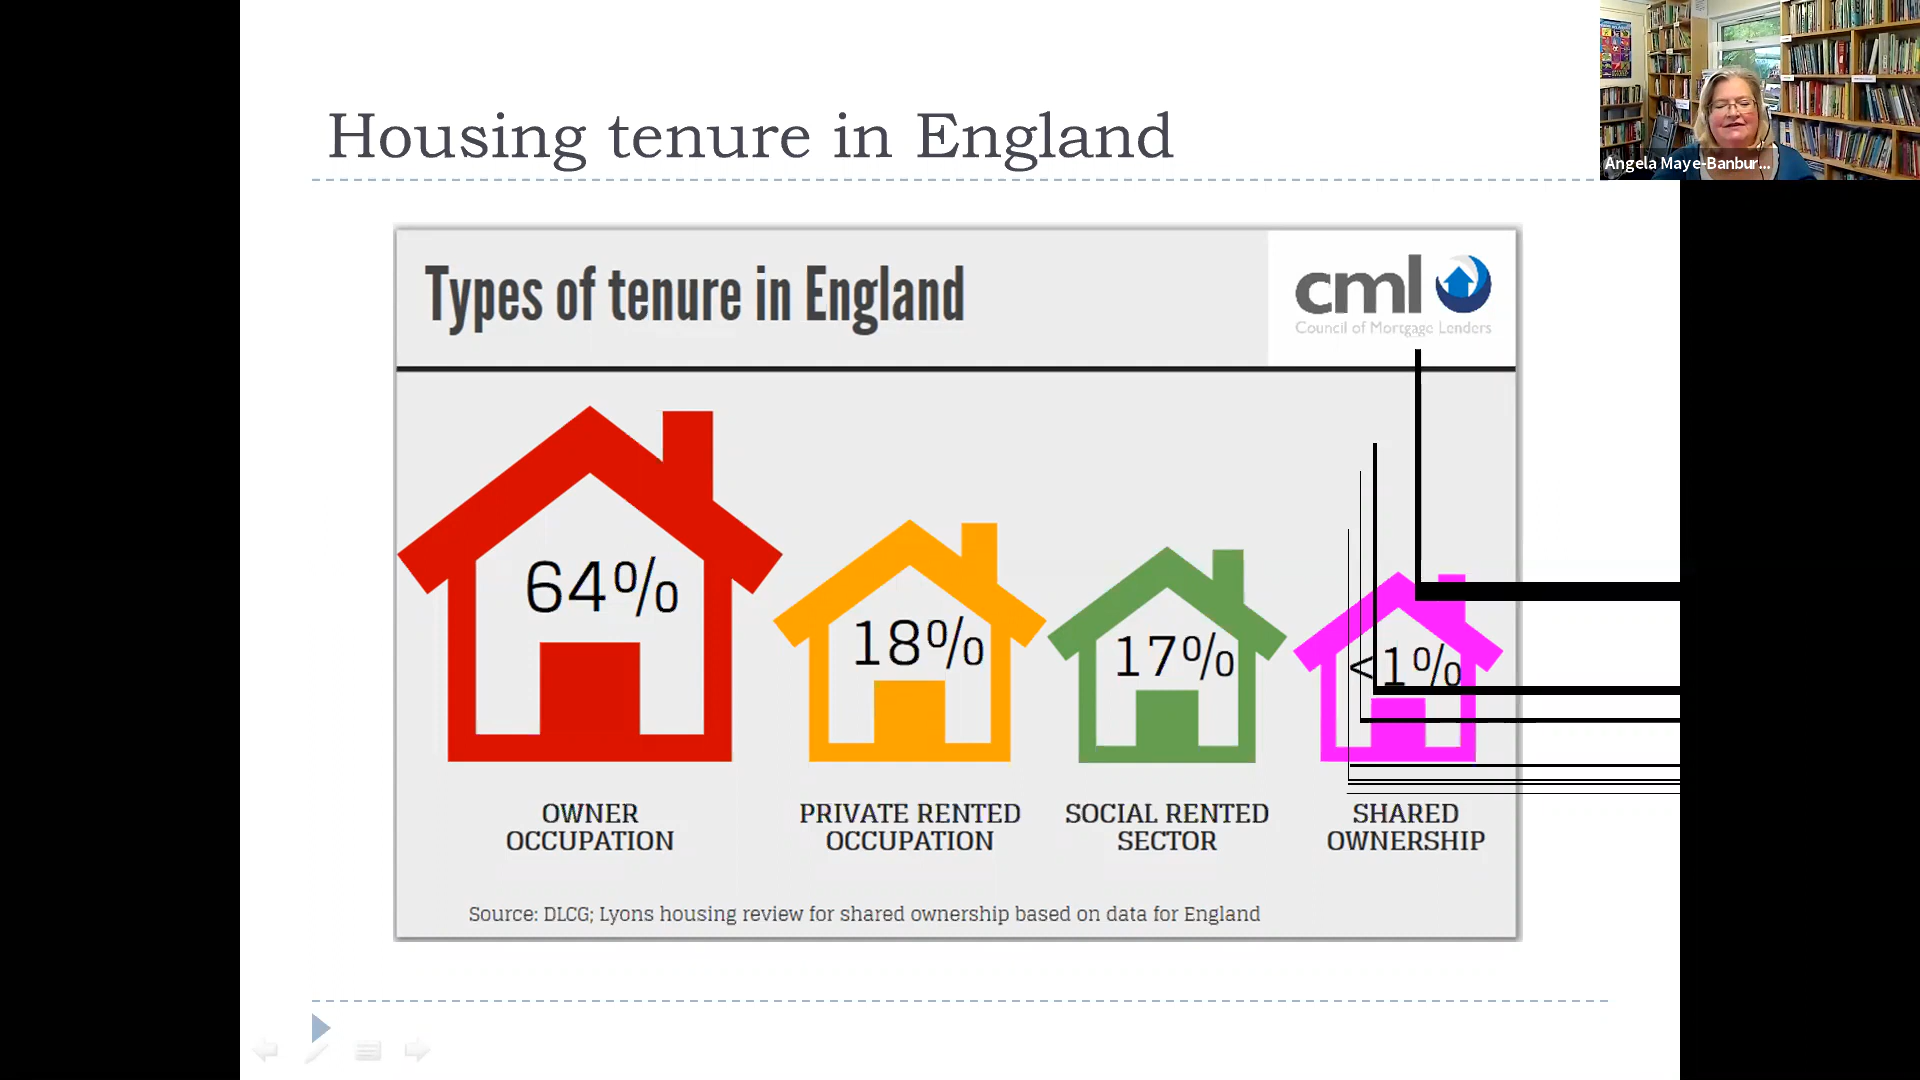 Housing tenure in England
Angela Maye-Banbur...
Types of tenure in England
cml
Council of Mortgage Lenders
64%
18%
17%
<1%
OWNER
OCCUPATION
PRIVATE RENTED
OCCUPATION
SOCIAL RENTED
SECTOR
SHARED
OWNERSHIP
Source: DLCG; Lyons housing review for shared ownership based on data for England